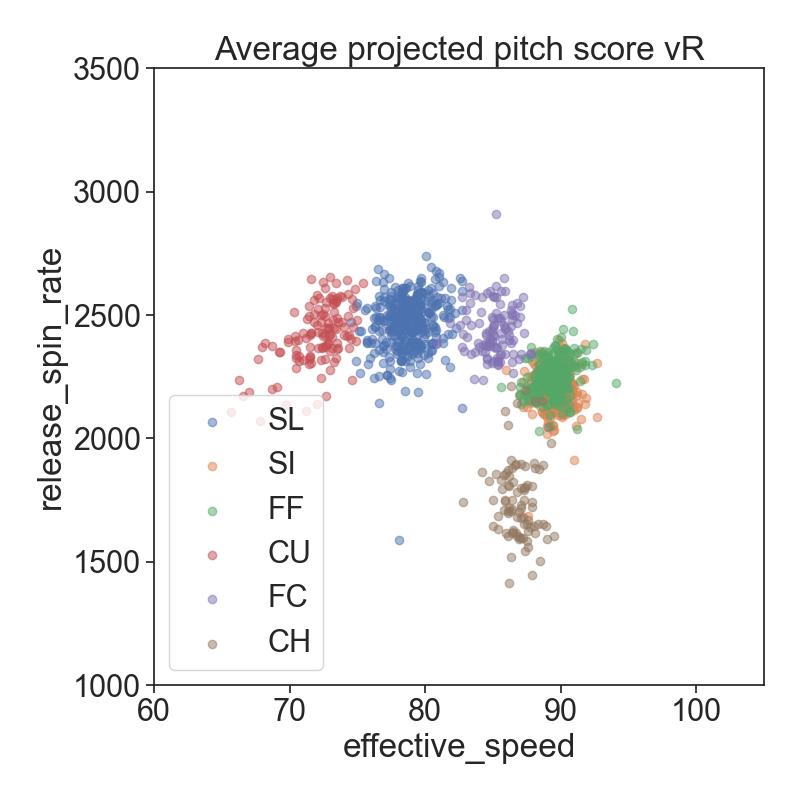 Average projected pitch score vR
3500
3000
2500
2000
1500
1000
release_spin_rate
SL
SI
FF
CU
FC
CH
60 70 80 90 100
effective_speed